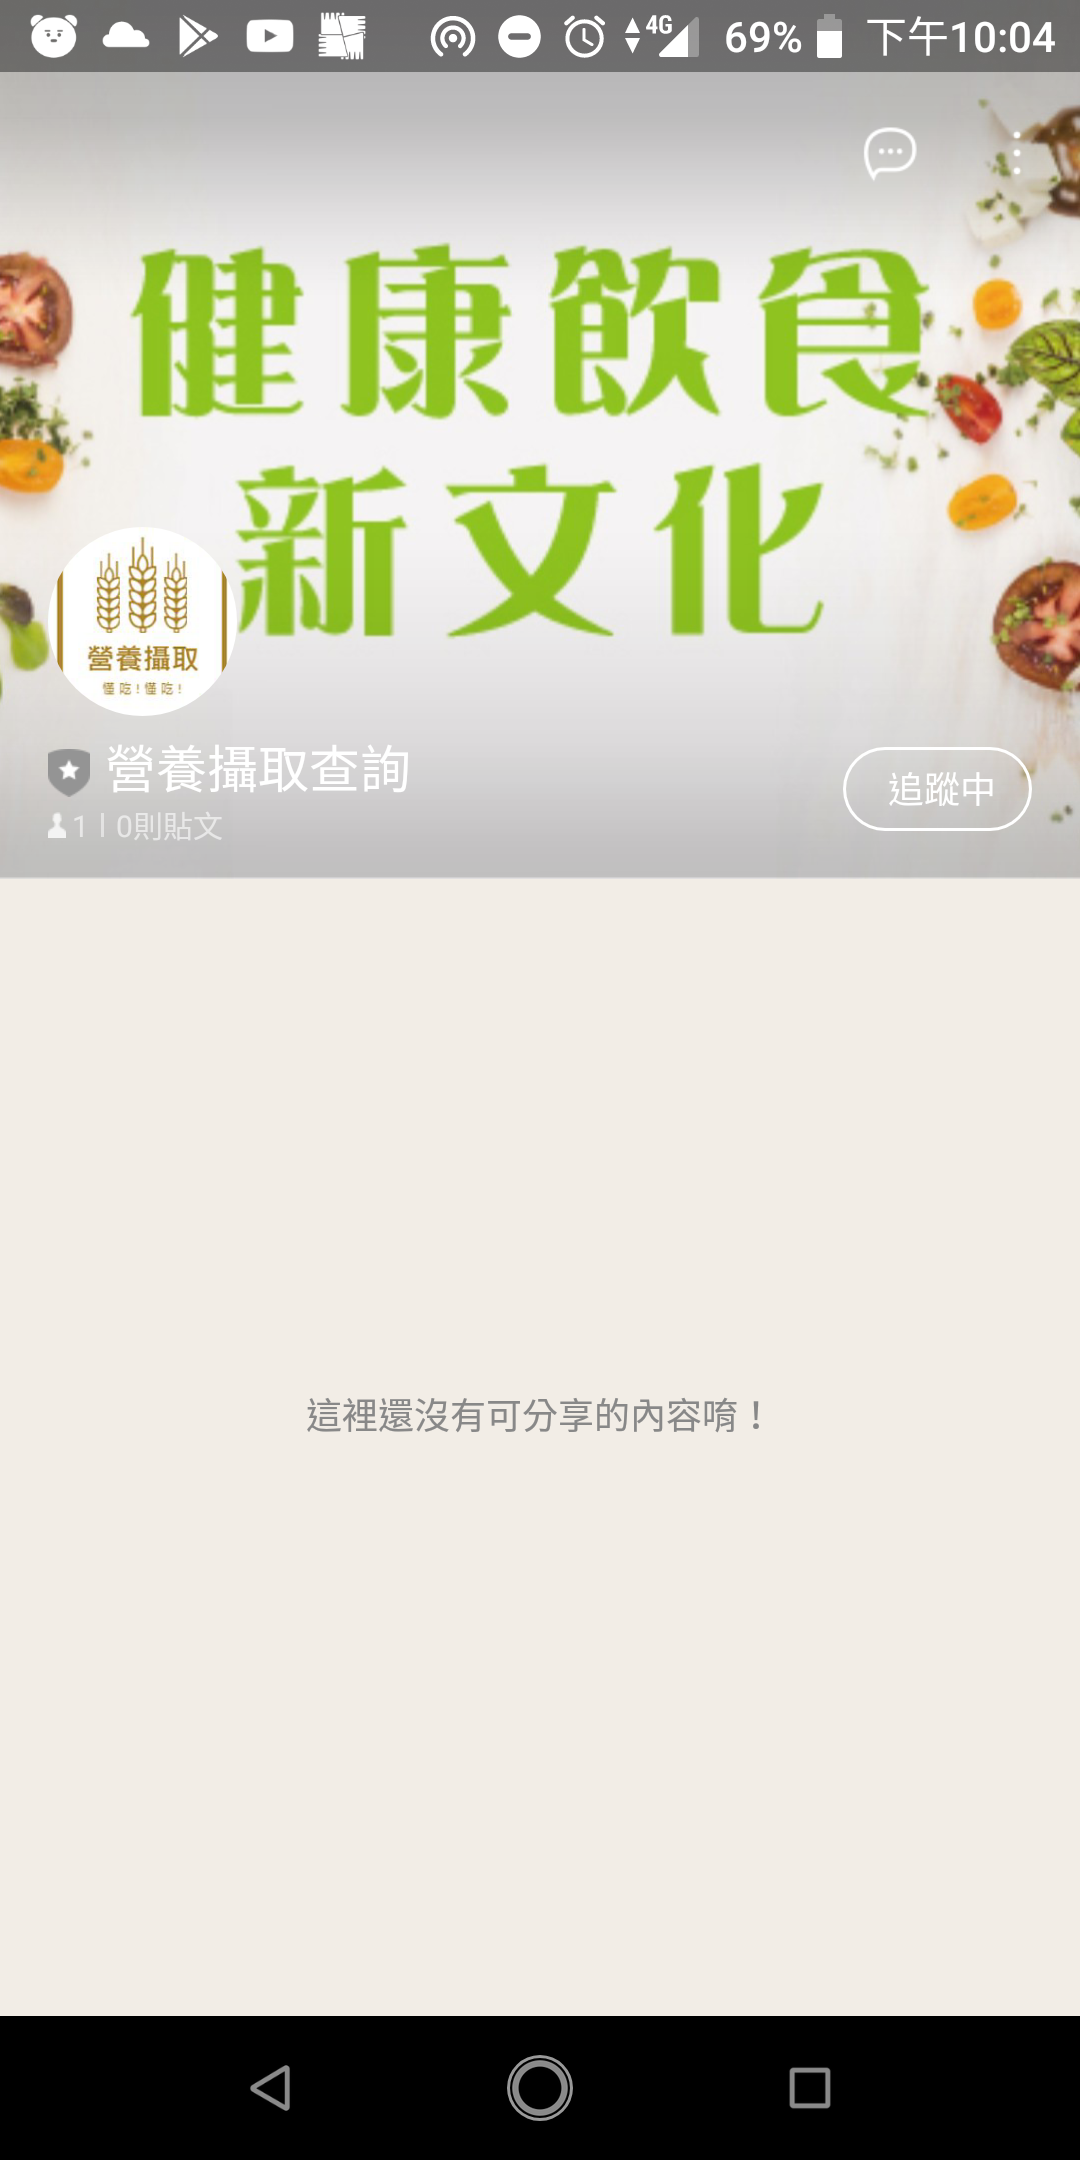 4G 69% 下午10:04
健康飲食
新文化
營養攝取
懂吃!懂吃!
營養攝取查詢
追蹤中
1 | 0則貼文
這裡還沒有可分享的內容唷！